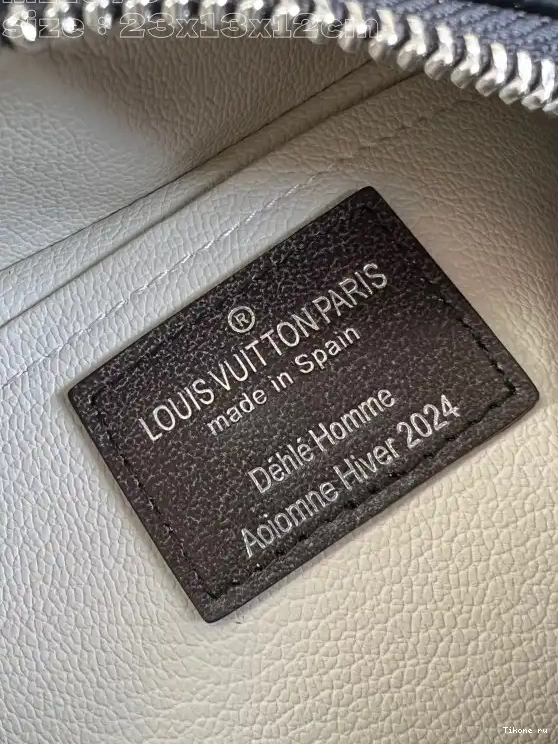 size : 23x13x12cm
®
LOUIS VUITTON PARIS
made in Spain
Déhlé Homme
Aoiomne Hiver 2024
Tikone ru